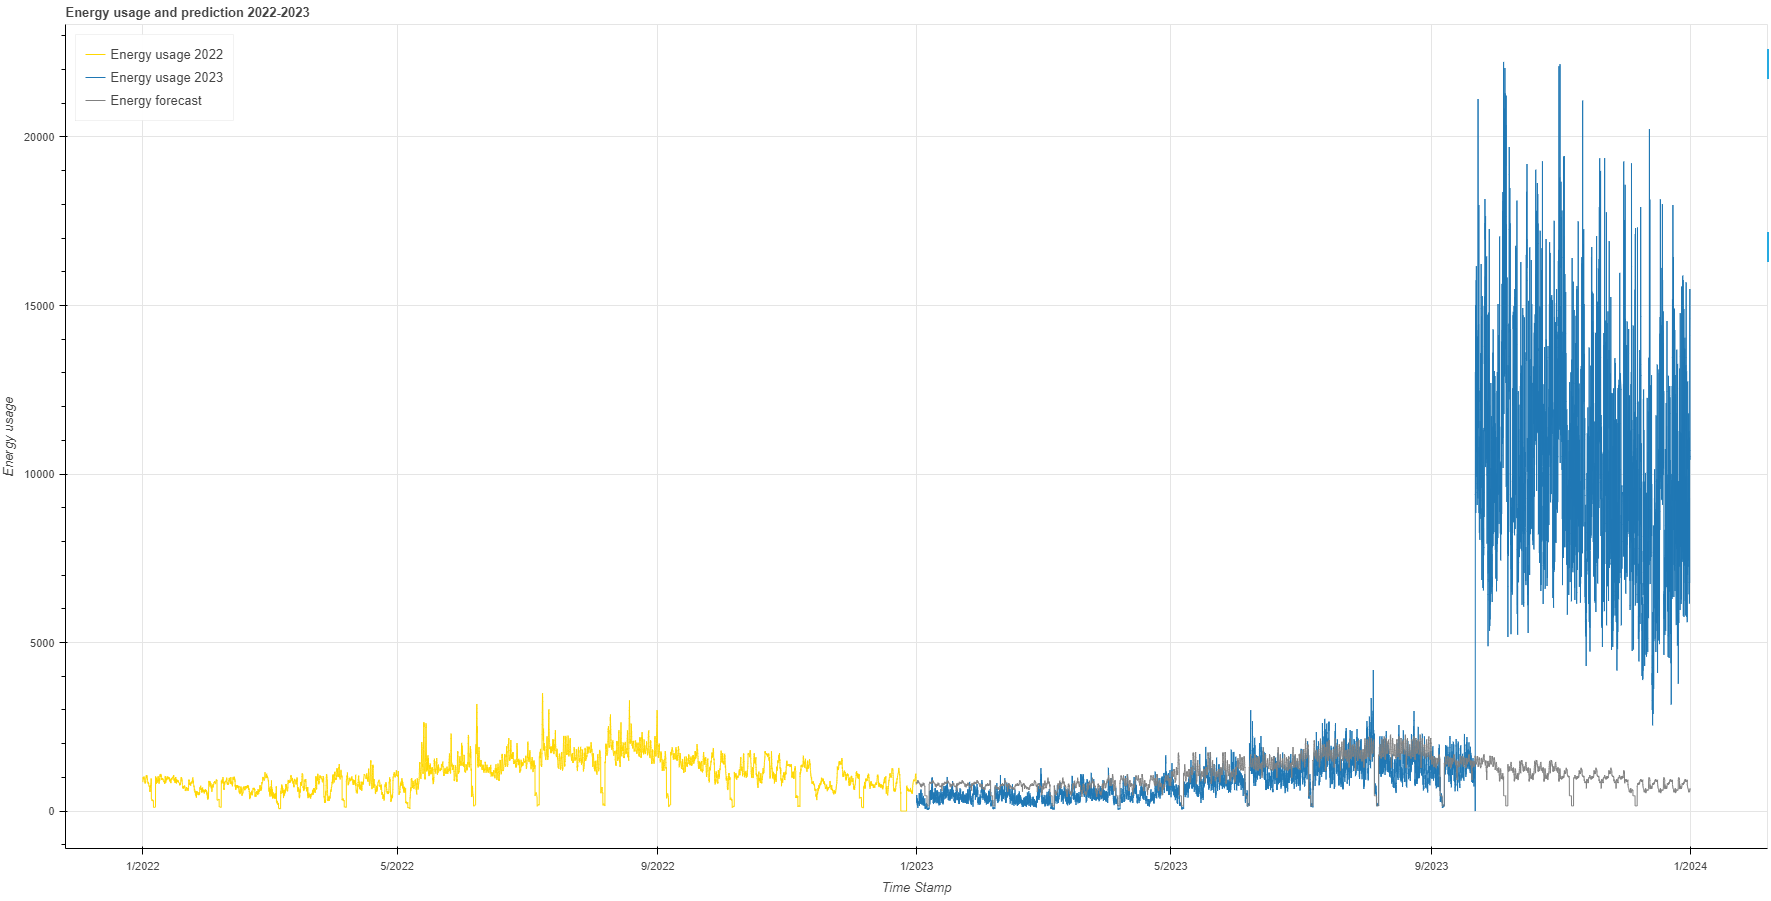 Energy usage and prediction 2022-2023
Energy usage 2022
Energy usage 2023
Energy forecast
20000
15000
10000
5000
0
Energy usage
1/2022
5/2022
9/2022
1/2023
5/2023
9/2023
1/2024
Time Stamp